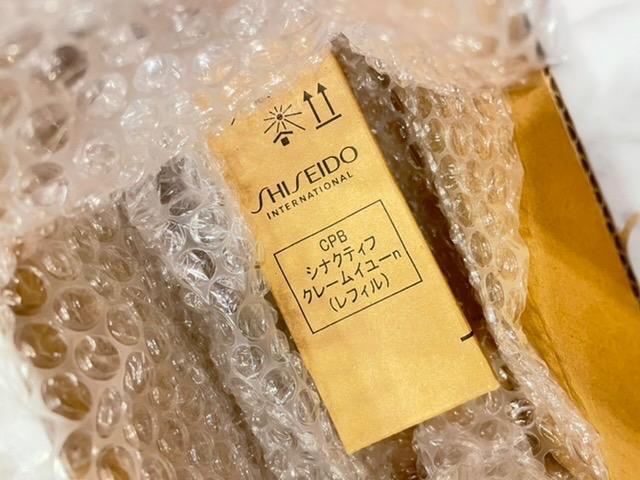 SHISEIDO
INTERNATIONAL
CPB
シナクティフ
クレームイユーn
(レフィル)